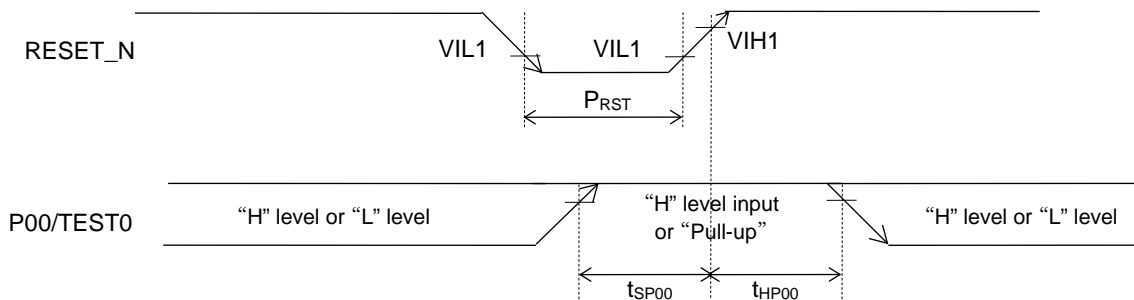 RESET_N
VIL1
VIL1
VIH1
PRST
P00/TEST0
“H” level or “L” level
“H” level input
or “Pull-up”
“H” level or “L” level
tSP00
tHP00